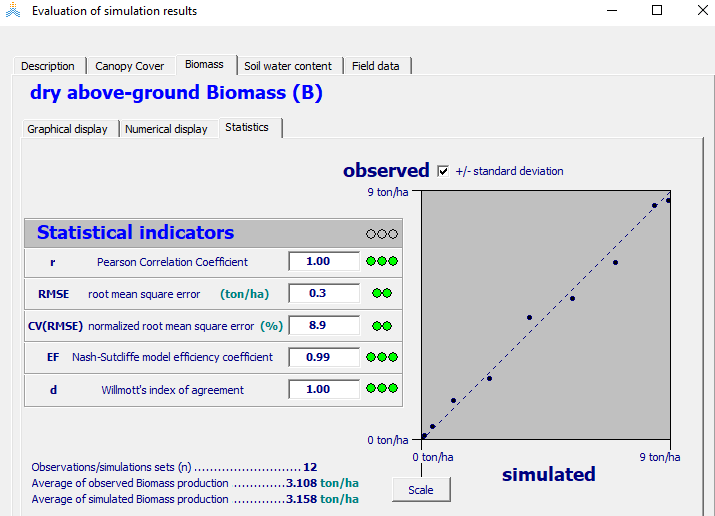 Evaluation of simulation results
Description Canopy Cover Biomass Soil water content Field data
dry above-ground Biomass (B)
Graphical display Numerical display Statistics
observed +/- standard deviation
9 ton/ha
Statistical indicators
r Pearson Correlation Coefficient 1.00
RMSE root mean square error (ton/ha) 0.3
CV(RMSE) normalized root mean square error (%) 8.9
EF Nash-Sutcliffe model efficiency coefficient 0.99
d Willmott's index of agreement 1.00
0 ton/ha
0 ton/ha 9 ton/ha
simulated
Observations/simulations sets (n) ........................... 12
Average of observed Biomass production ............. 3.108 ton/ha
Average of simulated Biomass production ............. 3.158 ton/ha
Scale